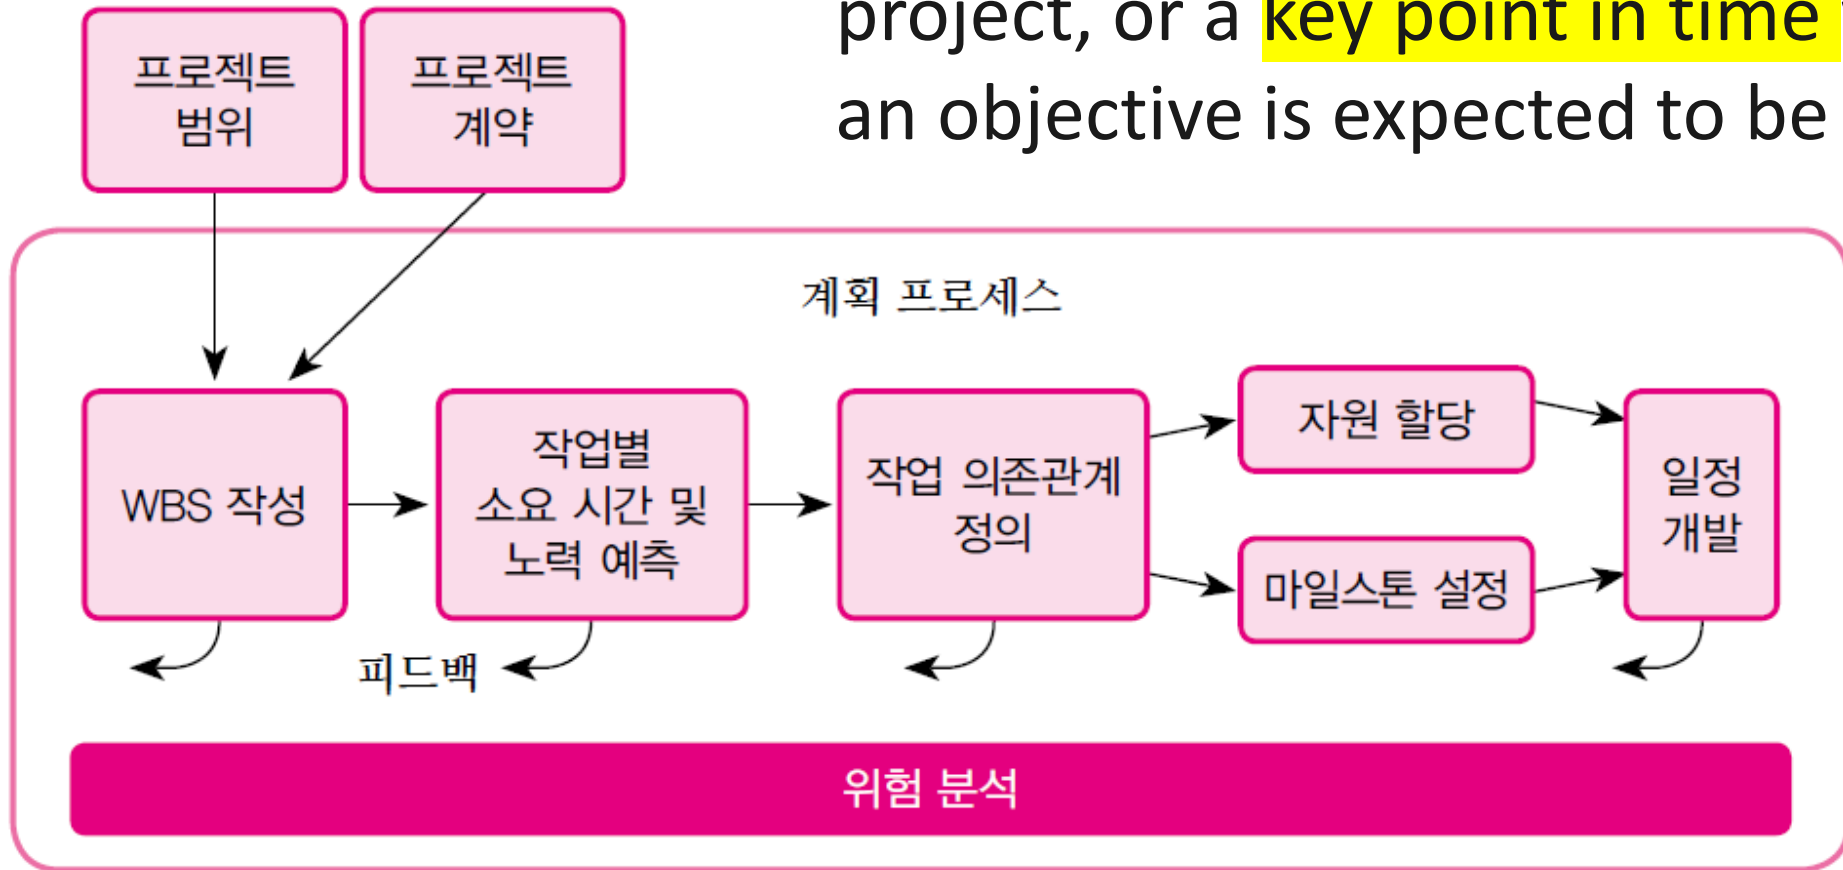 project, or a key point in time
an objective is expected to be
프로젝트
범위
프로젝트
계약
계획 프로세스
WBS 작성
작업별
소요 시간 및
노력 예측
작업 의존관계
정의
자원 할당
마일스톤 설정
일정
개발
피드백
위험 분석